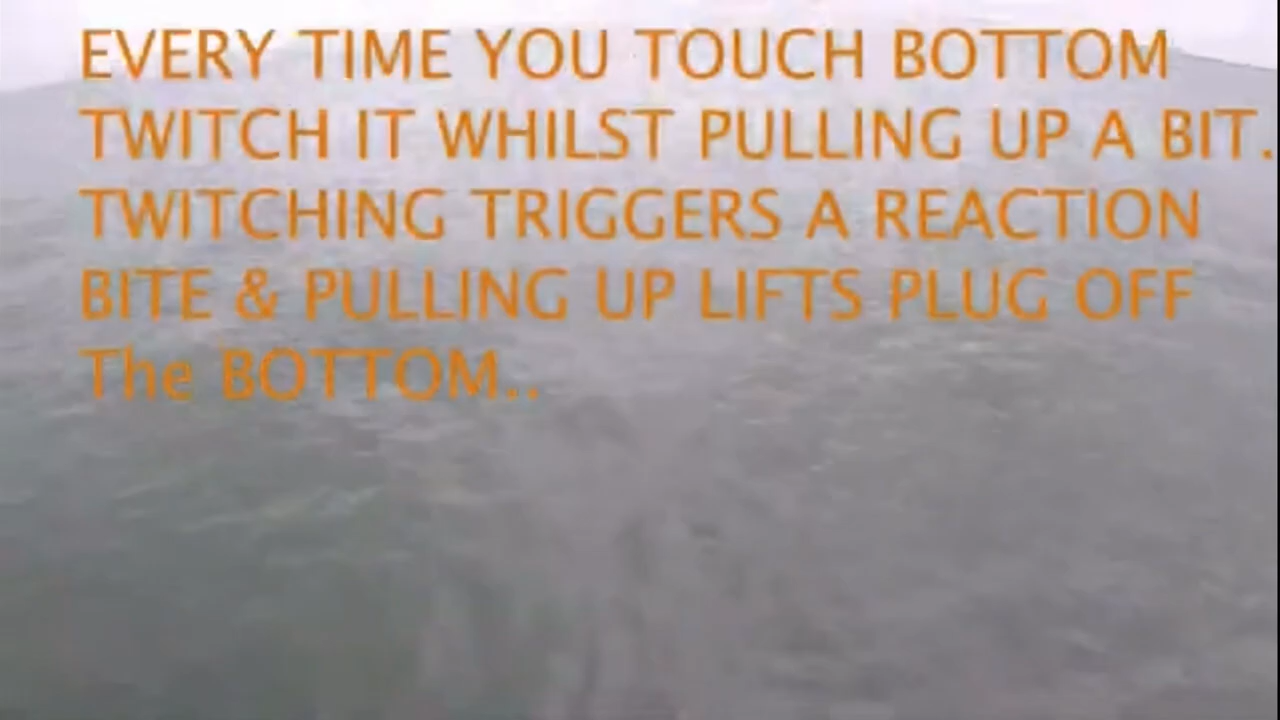 EVERY TIME YOU TOUCH BOTTOM
TWITCH IT WHILST PULLING UP A BIT.
TWITCHING TRIGGERS A REACTION
BITE & PULLING UP LIFTS PLUG OFF
The BOTTOM..